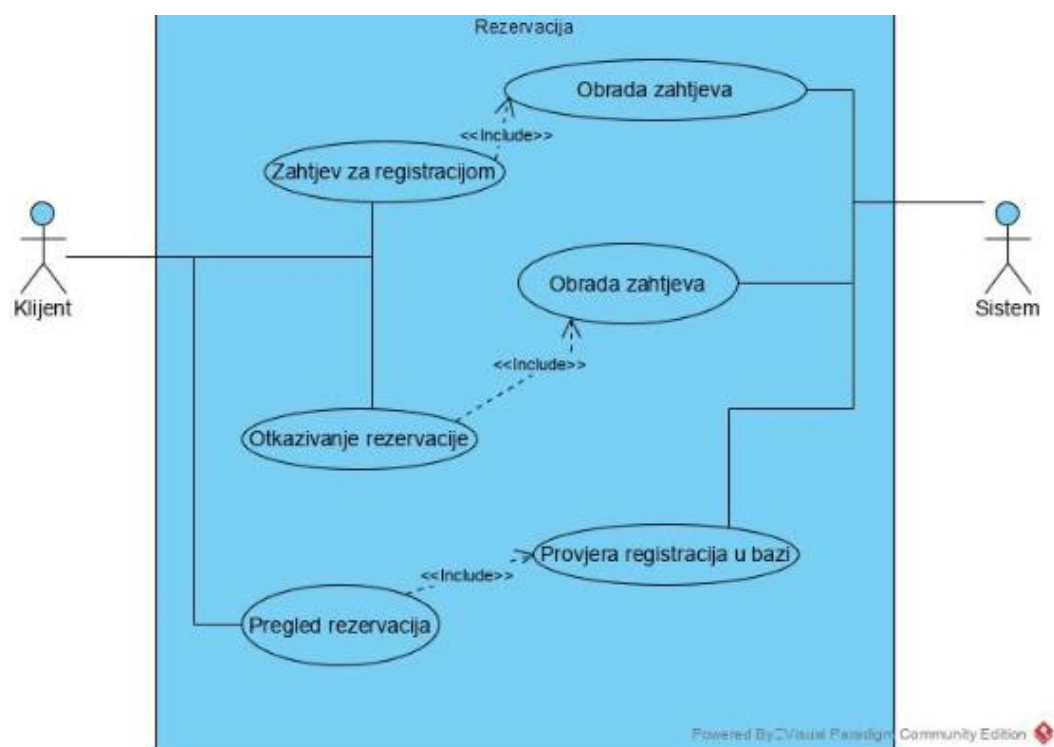 Rezervacija
Obrada zahtjeva
<<Include>>
Zahtjev za registracijom
Obrada zahtjeva
Klijent
Sistem
<<Include>>
Otkazivanje rezervacije
Provjera registracija u bazi
<<Include>>
Pregled rezervacija
Powered By Visual Paradigm Community Edition